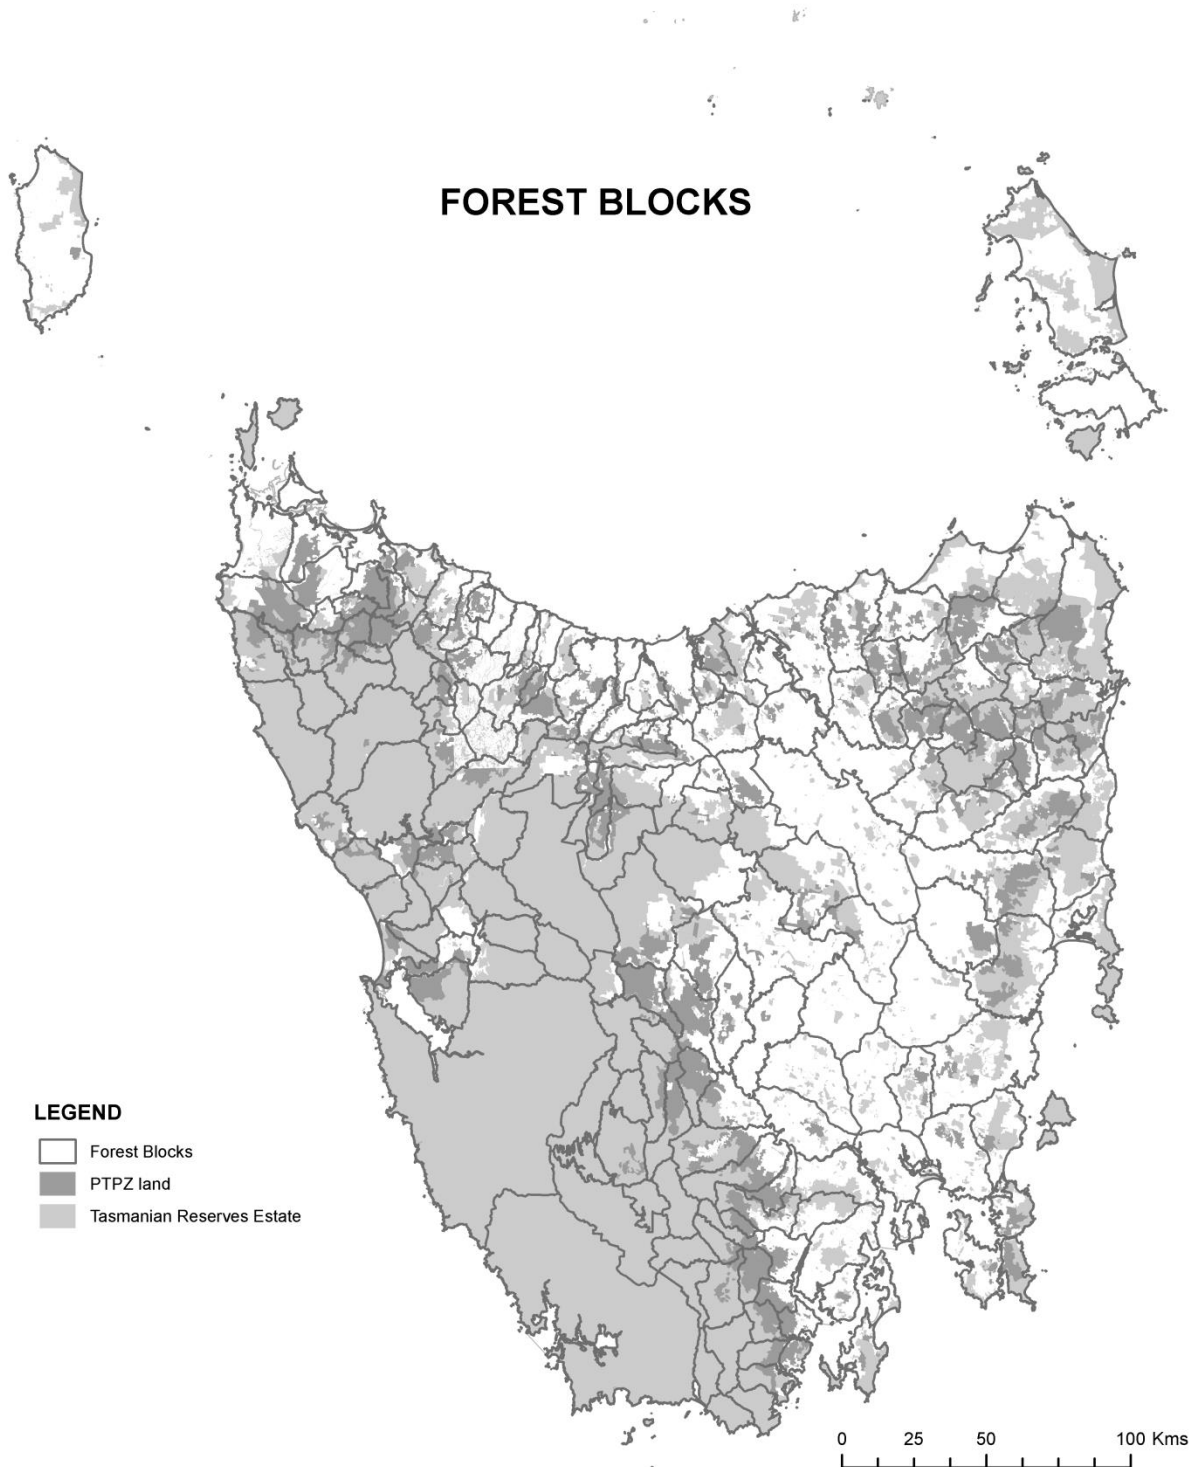 FOREST BLOCKS
LEGEND
Forest Blocks
PTPZ land
Tasmanian Reserves Estate
0 25 50 100 Kms